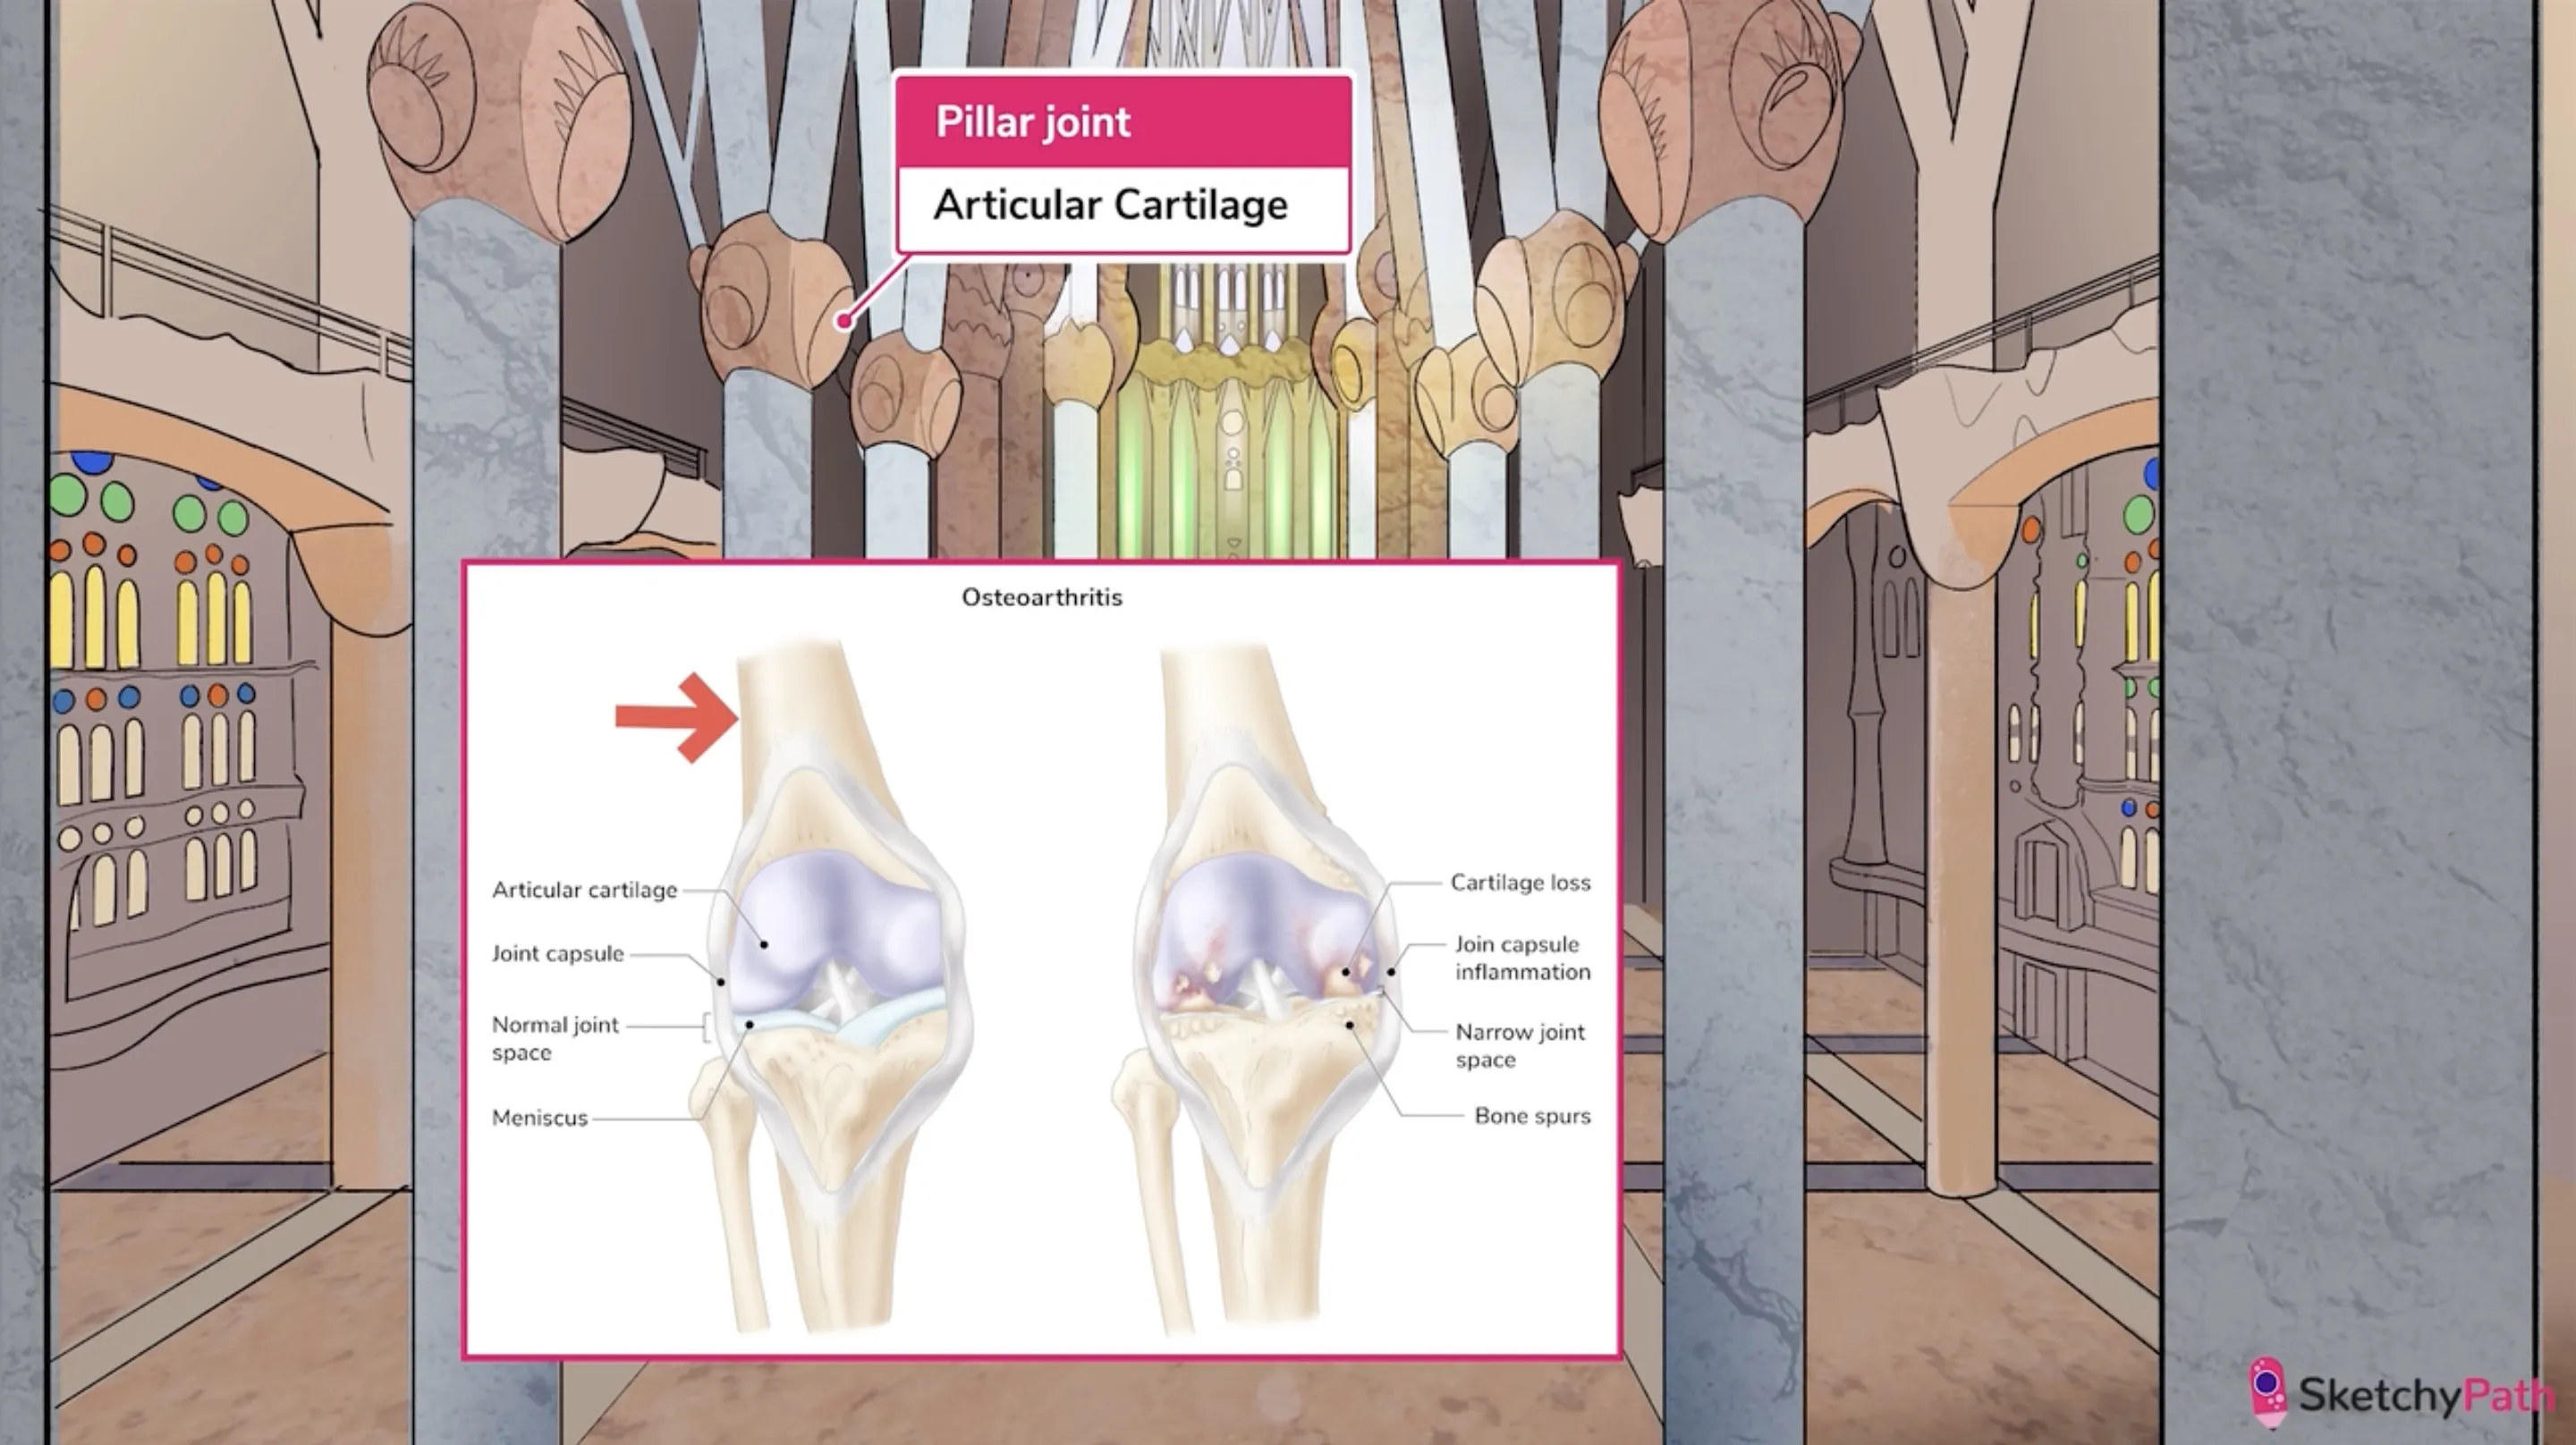 Pillar joint
Articular Cartilage
Osteoarthritis
Articular cartilage
Joint capsule
Normal joint
space
Meniscus
Cartilage loss
Join capsule
inflammation
Narrow joint
space
Bone spurs
SketchyPath